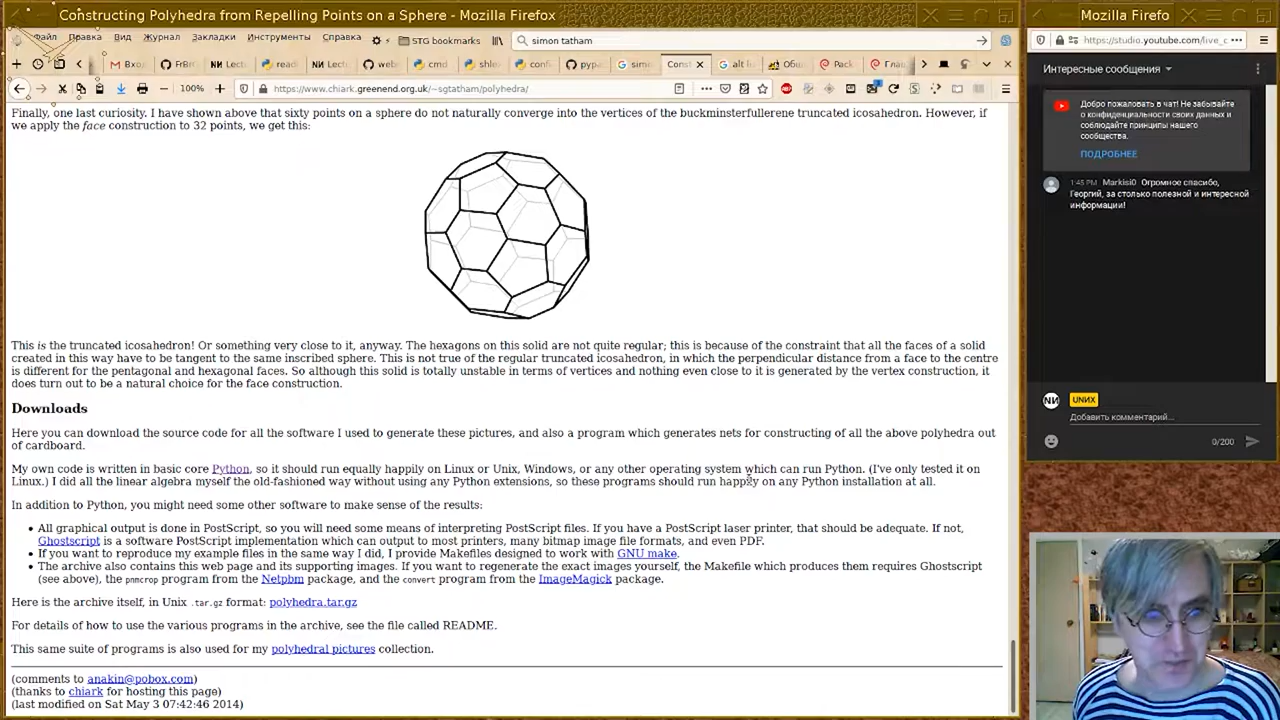 Constructing Polyhedra from Repelling Points on a Sphere - Mozilla Firefox
Mozilla Firefo
Файл Правка Вид Журнал Закладки Инструменты Справка
STG bookmarks
simon tatham
https://studio.youtube.com/live_c
100%
https://www.chiark.greenend.org.uk/~sgtatham/polyhedra/
Интересные сообщения
Finally, one last curiosity. I have shown above that sixty points on a sphere do not naturally converge into the vertices of the buckminsterfullerene truncated icosahedron. However, if
we apply the face construction to 32 points, we get this:
Добро пожаловать в чат! Не забывайте
о конфиденциальности своих данных и
соблюдайте принципы нашего
сообщества.
ПОДРОБНЕЕ
1:45 PM Markisi0 Огромное спасибо,
Георгий, за столько полезной и интересной
информации!
This is the truncated icosahedron! Or something very close to it, anyway. The hexagons on this solid are not quite regular; this is because of the constraint that all the faces of a solid
created in this way have to be tangent to the same inscribed sphere. This is not true of the regular truncated icosahedron, in which the perpendicular distance from a face to the centre
is different for the pentagonal and hexagonal faces. So although this solid is totally unstable in terms of vertices and nothing even close to it is generated by the vertex construction, it
does turn out to be a natural choice for the face construction.
Downloads
Here you can download the source code for all the software I used to generate these pictures, and also a program which generates nets for constructing of all the above polyhedra out
of cardboard.
My own code is written in basic core Python, so it should run equally happily on Linux or Unix, Windows, or any other operating system which can run Python. (I've only tested it on
Linux.) I did all the linear algebra myself the old-fashioned way without using any Python extensions, so these programs should run happily on any Python installation at all.
In addition to Python, you might need some other software to make sense of the results:
All graphical output is done in PostScript, so you will need some means of interpreting PostScript files. If you have a PostScript laser printer, that should be adequate. If not,
Ghostscript is a software PostScript implementation which can output to most printers, many bitmap image file formats, and even PDF.
If you want to reproduce my example files in the same way I did, I provide Makefiles designed to work with GNU make.
The archive also contains this web page and its supporting images. If you want to regenerate the exact images yourself, the Makefile which produces them requires Ghostscript
(see above), the pnmcrop program from the Netpbm package, and the convert program from the ImageMagick package.
Here is the archive itself, in Unix .tar.gz format: polyhedra.tar.gz
For details of how to use the various programs in the archive, see the file called README.
This same suite of programs is also used for my polyhedral pictures collection.
(comments to anakin@pobox.com)
(thanks to chiark for hosting this page)
(last modified on Sat May 3 07:42:46 2014)
UNИX
Добавить комментарий...
0/200